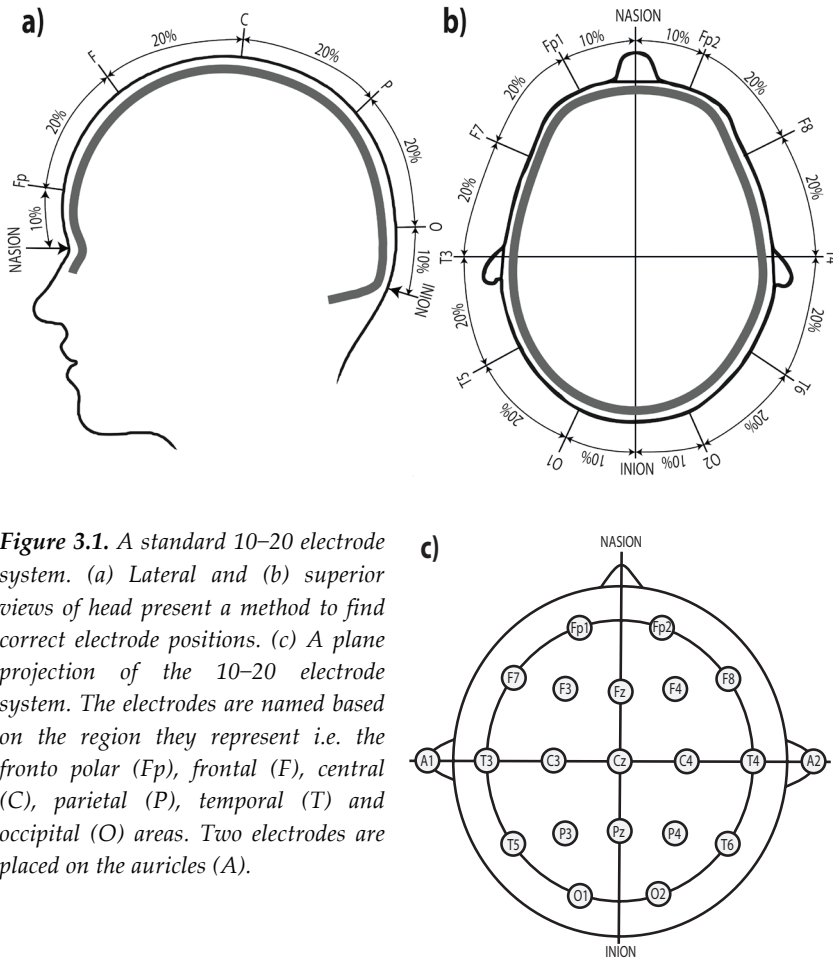 a)
C
20%
20%
F
P
20%
20%
Fp
O
10%
10%
NASION
INION
b)
NASION
Fp1
10%
10%
Fp2
20%
20%
F7
F8
20%
20%
T3
20%
20%
T5
T6
20%
20%
O1
10%
10%
O2
INION
Figure 3.1. A standard 10–20 electrode
system. (a) Lateral and (b) superior
views of head present a method to find
correct electrode positions. (c) A plane
projection of the 10–20 electrode
system. The electrodes are named based
on the region they represent i.e. the
fronto polar (Fp), frontal (F), central
(C), parietal (P), temporal (T) and
occipital (O) areas. Two electrodes are
placed on the auricles (A).
c)
NASION
Fp1
Fp2
F7
F3
Fz
F4
F8
A1
T3
C3
Cz
C4
T4
A2
T5
P3
Pz
P4
T6
O1
O2
INION